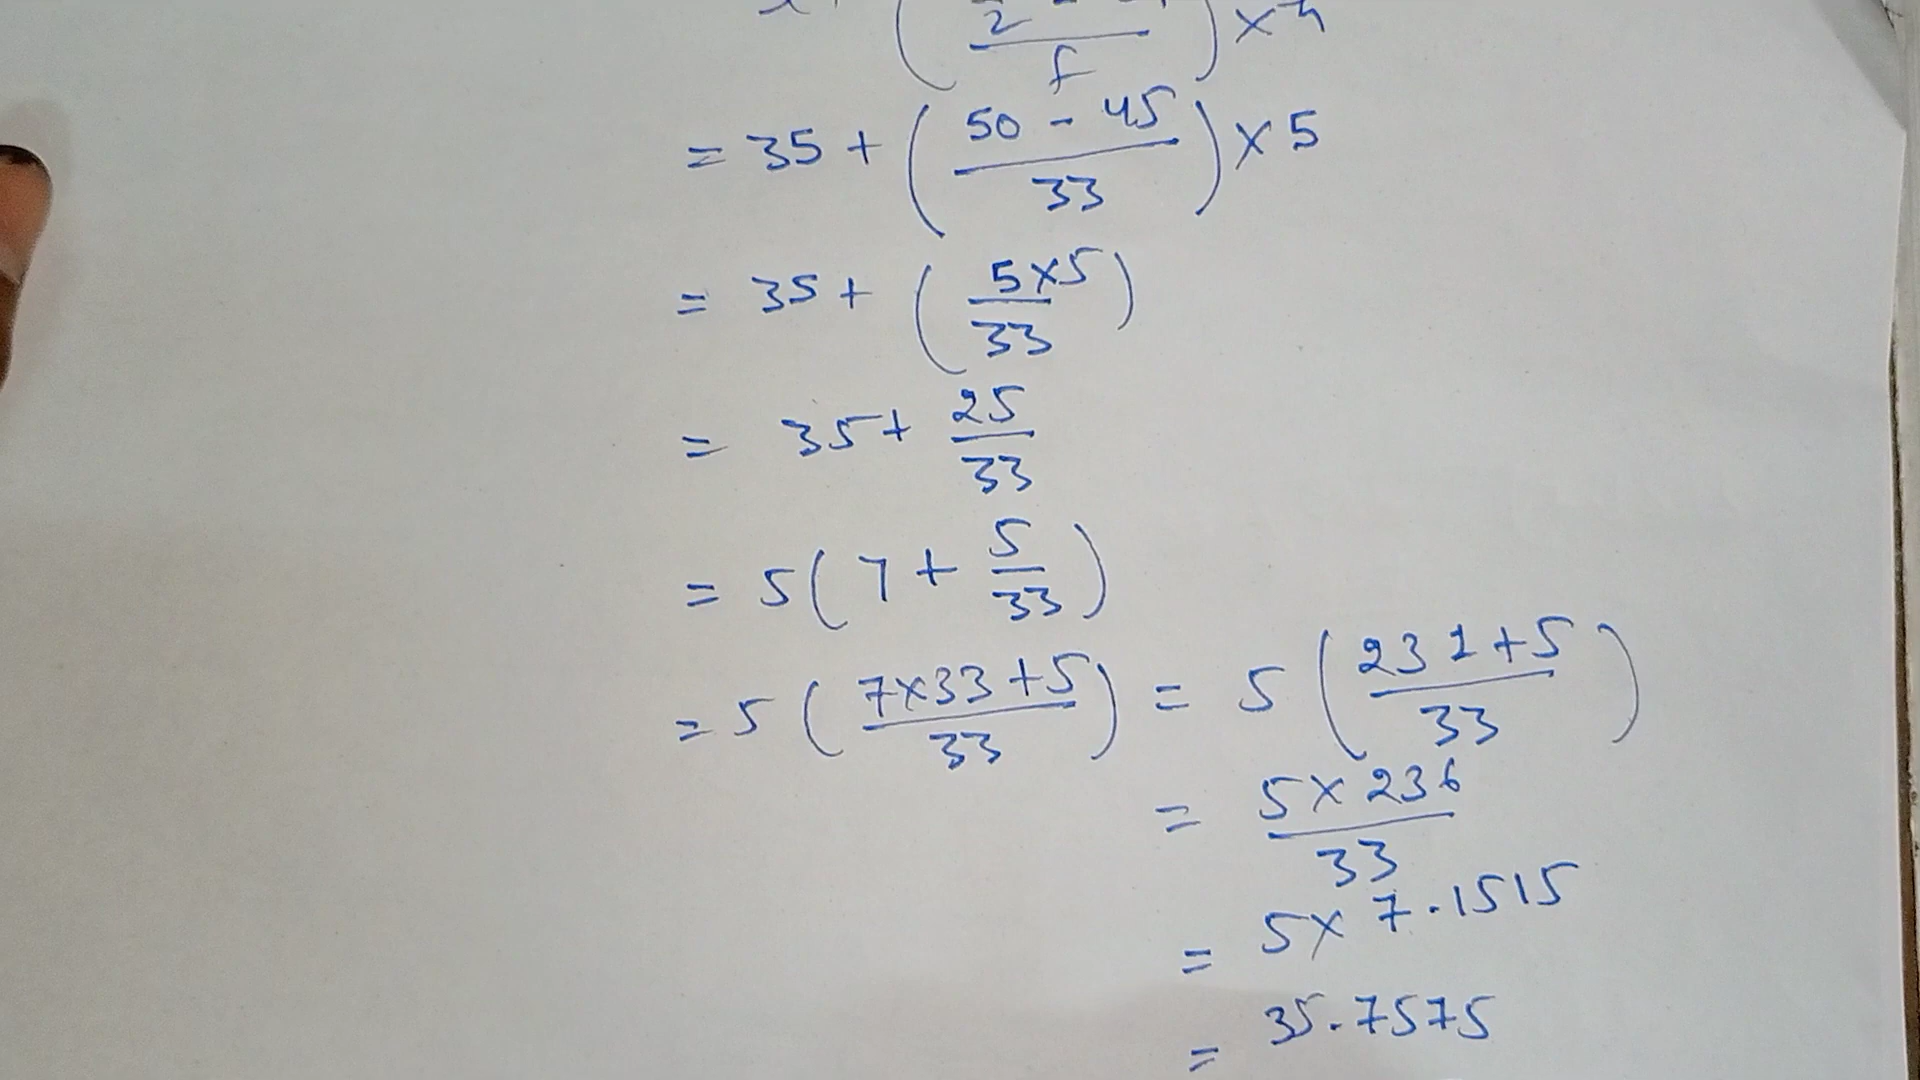 ( 2 - / f ) × h
= 35 + ( 50 - 45 / 33 ) × 5
= 35 + ( 5×5 / 33 )
= 35 + 25 / 33
= 5 ( 7 + 5 / 33 )
= 5 ( 7×33 + 5 / 33 ) = 5 ( 231 + 5 / 33 )
= 5 × 236 / 33
= 5 × 7.1515
= 35.7575